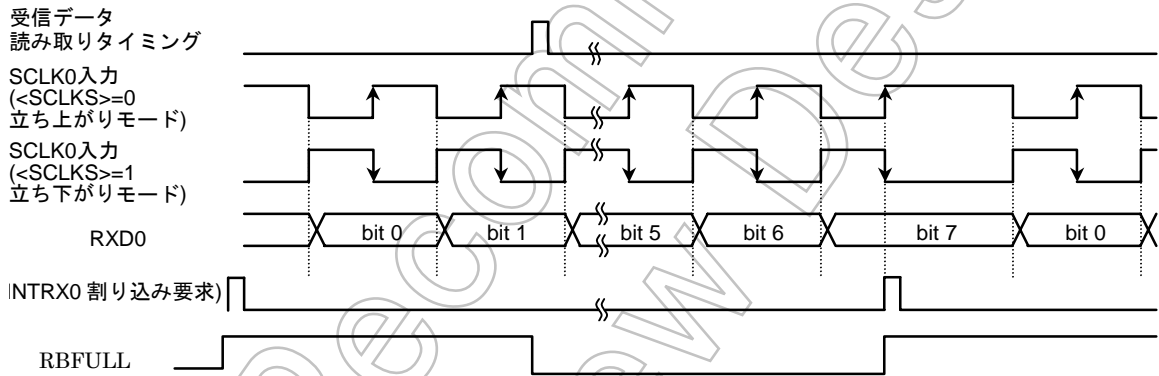 受信データ
読み取りタイミング
SCLK0入力
(<SCLKS>=0
立ち上がりモード)
SCLK0入力
(<SCLKS>=1
立ち下がりモード)
RXD0 bit 0 bit 1 bit 5 bit 6 bit 7 bit 0
INTRX0 割り込み要求)
RBFULL